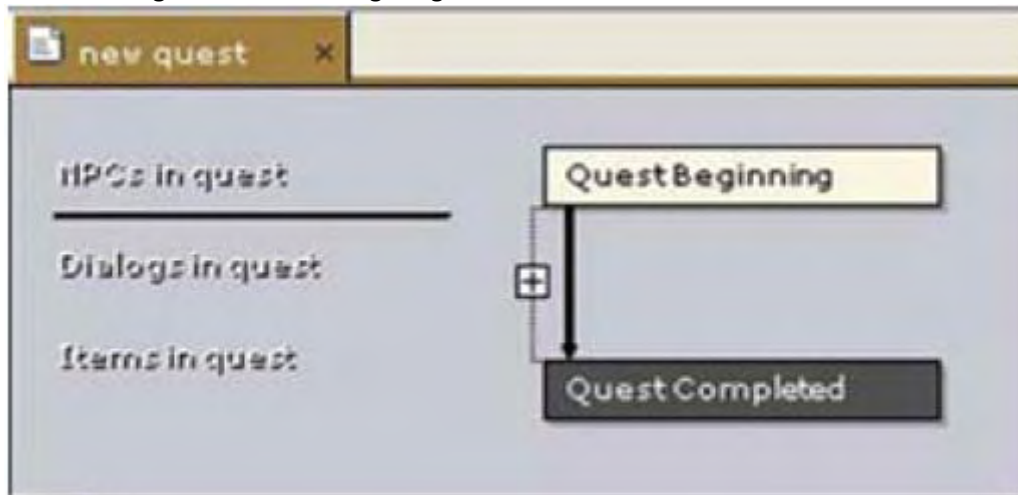 new quest ×
NPCs in quest
Dialogs in quest
Items in quest
Quest Beginning
+
Quest Completed